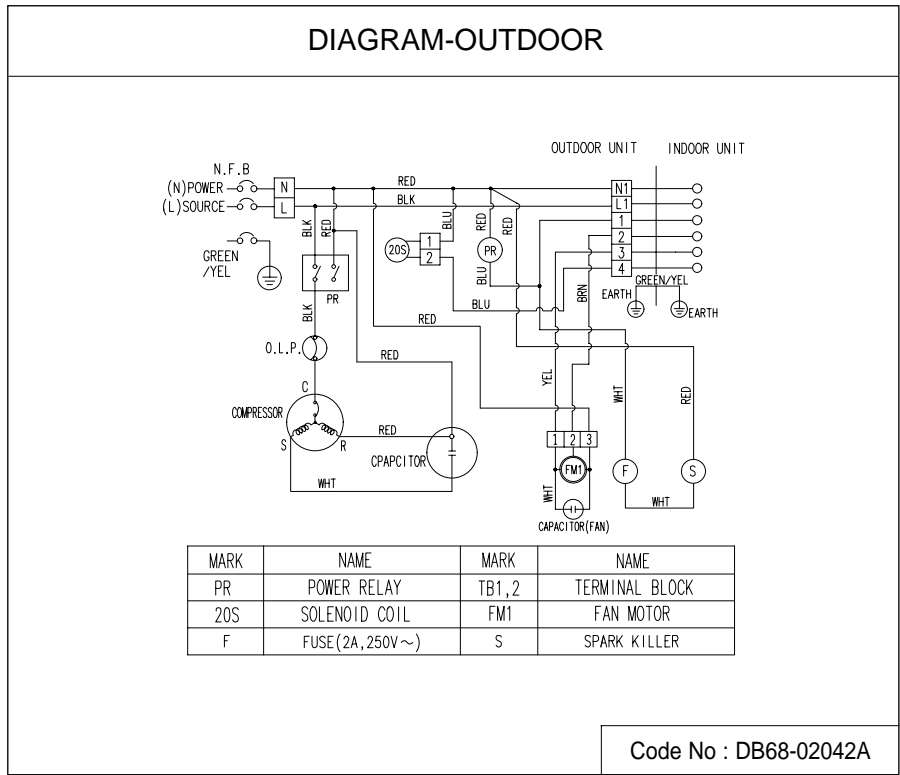 DIAGRAM-OUTDOOR
OUTDOOR UNIT INDOOR UNIT
N.F.B
(N)POWER N RED N1
(L)SOURCE L BLK L1
1
2
3
4
GREEN
/YEL
BLK
RED
PR
BLK
20S
1
2
BLU
RED
RED
PR
BLU
BLU
BRN
GREEN/YEL
EARTH
EARTH
RED
O.L.P.
RED
YEL
WHT
RED
C
COMPRESSOR
S R
RED
CPAPCITOR
WHT
1 2 3
FM1
WHT
CAPACITOR(FAN)
F
S
WHT
MARK NAME MARK NAME
PR POWER RELAY TB1,2 TERMINAL BLOCK
20S SOLENOID COIL FM1 FAN MOTOR
F FUSE(2A,250V～) S SPARK KILLER
Code No : DB68-02042A